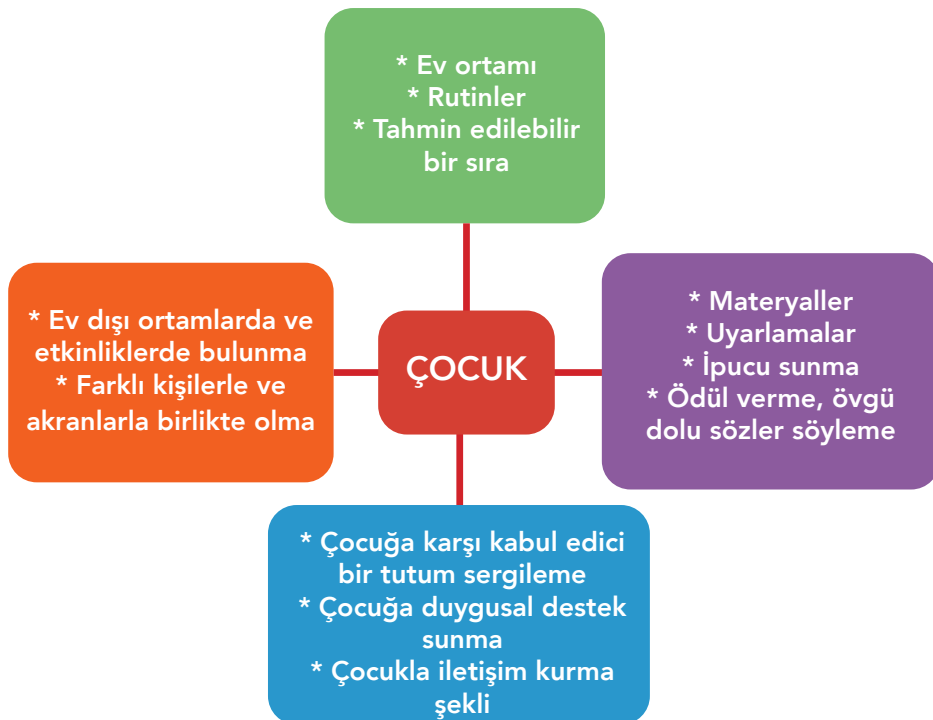 * Ev ortamı
* Rutinler
* Tahmin edilebilir
bir sıra
* Ev dışı ortamlarda ve
etkinliklerde bulunma
* Farklı kişilerle ve
akranlarla birlikte olma
ÇOCUK
* Materyaller
* Uyarlamalar
* İpucu sunma
* Ödül verme, övgü
dolu sözler söyleme
* Çocuğa karşı kabul edici
bir tutum sergileme
* Çocuğa duygusal destek
sunma
* Çocukla iletişim kurma
şekli